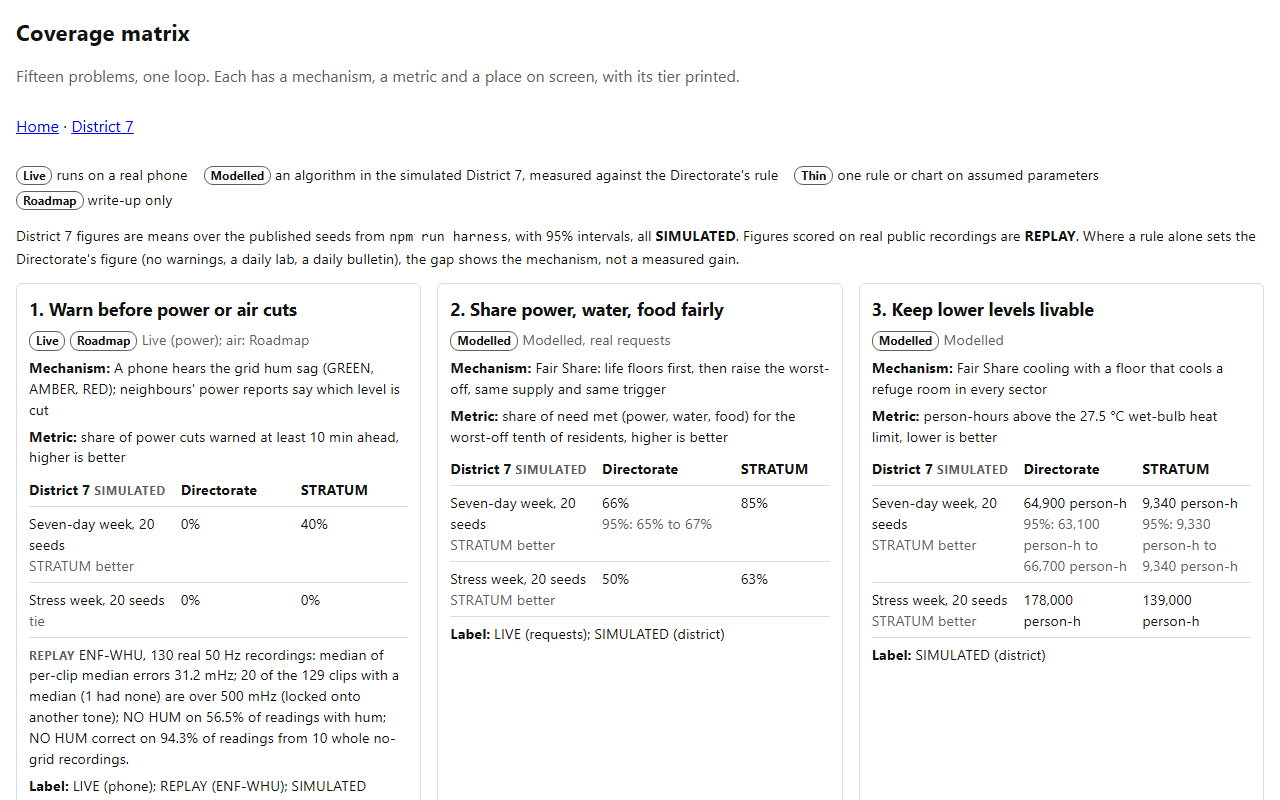 Coverage matrix
Fifteen problems, one loop. Each has a mechanism, a metric and a place on screen, with its tier printed.
Home · District 7
Live runs on a real phone Modelled an algorithm in the simulated District 7, measured against the Directorate's rule Thin one rule or chart on assumed parameters
Roadmap write-up only
District 7 figures are means over the published seeds from npm run harness, with 95% intervals, all SIMULATED. Figures scored on real public recordings are REPLAY. Where a rule alone sets the
Directorate's figure (no warnings, a daily lab, a daily bulletin), the gap shows the mechanism, not a measured gain.
1. Warn before power or air cuts
Live Roadmap Live (power); air: Roadmap
Mechanism: A phone hears the grid hum sag (GREEN,
AMBER, RED); neighbours' power reports say which level is
cut
Metric: share of power cuts warned at least 10 min ahead,
higher is better
District 7 SIMULATED Directorate STRATUM
Seven-day week, 20 0% 40%
seeds
STRATUM better
Stress week, 20 seeds 0% 0%
tie
REPLAY ENF-WHU, 130 real 50 Hz recordings: median of
per-clip median errors 31.2 mHz; 20 of the 129 clips with a
median (1 had none) are over 500 mHz (locked onto
another tone); NO HUM on 56.5% of readings with hum;
NO HUM correct on 94.3% of readings from 10 whole no-
grid recordings.
Label: LIVE (phone); REPLAY (ENF-WHU); SIMULATED
2. Share power, water, food fairly
Modelled Modelled, real requests
Mechanism: Fair Share: life floors first, then raise the worst-
off, same supply and same trigger
Metric: share of need met (power, water, food) for the
worst-off tenth of residents, higher is better
District 7 SIMULATED Directorate STRATUM
Seven-day week, 20 66% 85%
seeds 95%: 65% to 67%
STRATUM better
Stress week, 20 seeds 50% 63%
STRATUM better
Label: LIVE (requests); SIMULATED (district)
3. Keep lower levels livable
Modelled Modelled
Mechanism: Fair Share cooling with a floor that cools a
refuge room in every sector
Metric: person-hours above the 27.5 °C wet-bulb heat
limit, lower is better
District 7 SIMULATED Directorate STRATUM
Seven-day week, 20 64,900 person-h 9,340 person-h
seeds 95%: 63,100 95%: 9,330
STRATUM better person-h to person-h to
66,700 person-h 9,340 person-h
Stress week, 20 seeds 178,000 139,000
STRATUM better person-h person-h
Label: SIMULATED (district)